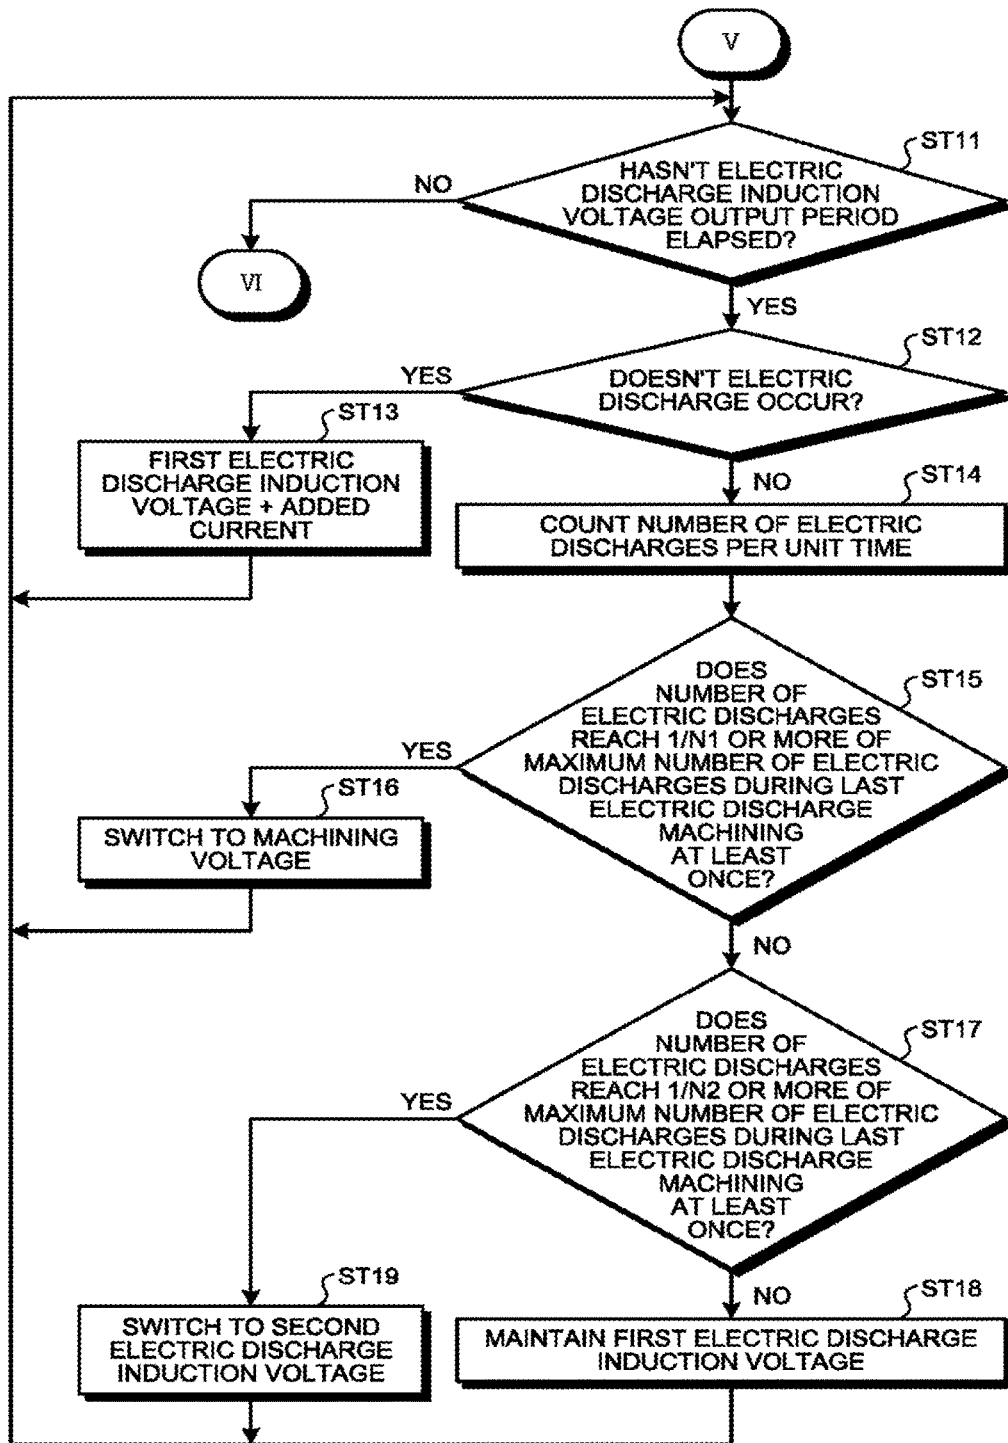 V
ST11
HASN'T ELECTRIC
DISCHARGE INDUCTION
VOLTAGE OUTPUT PERIOD
ELAPSED?
NO
VI
YES
ST12
DOESN'T ELECTRIC
DISCHARGE OCCUR?
YES
ST13
FIRST ELECTRIC
DISCHARGE INDUCTION
VOLTAGE + ADDED
CURRENT
NO
ST14
COUNT NUMBER OF ELECTRIC
DISCHARGES PER UNIT TIME
ST15
DOES
NUMBER OF
ELECTRIC DISCHARGES
REACH 1/N1 OR MORE OF
MAXIMUM NUMBER OF ELECTRIC
DISCHARGES DURING LAST
ELECTRIC DISCHARGE
MACHINING
AT LEAST
ONCE?
YES
ST16
SWITCH TO MACHINING
VOLTAGE
NO
ST17
DOES
NUMBER OF
ELECTRIC DISCHARGES
REACH 1/N2 OR MORE OF
MAXIMUM NUMBER OF ELECTRIC
DISCHARGES DURING LAST
ELECTRIC DISCHARGE
MACHINING
AT LEAST
ONCE?
YES
ST19
SWITCH TO SECOND
ELECTRIC DISCHARGE
INDUCTION VOLTAGE
NO
ST18
MAINTAIN FIRST ELECTRIC DISCHARGE
INDUCTION VOLTAGE